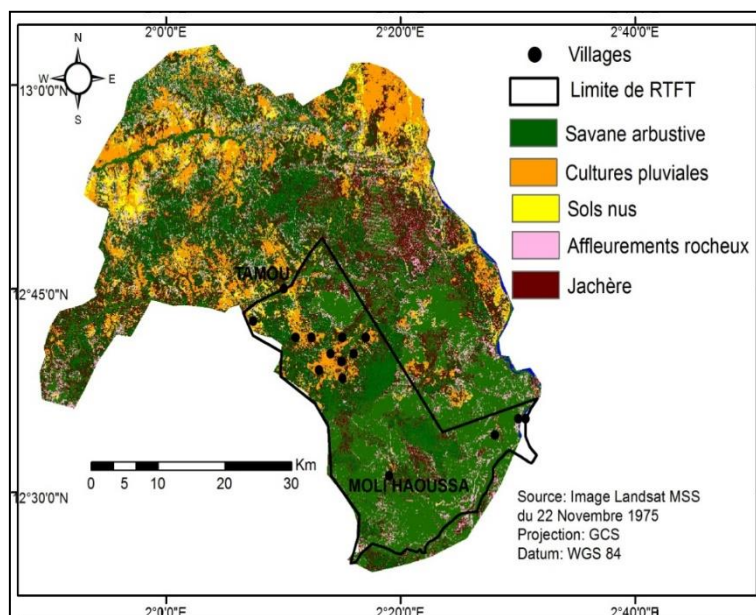 2°0'0"E 2°20'0"E 2°40'0"E
N
W E
S
13°0'0"N
12°45'0"N
12°30'0"N
Villages
Limite de RTFT
Savane arbustive
Cultures pluviales
Sols nus
Affleurements rocheux
Jachère
TAMOU
MOLI HAOUSSA
Km
0 5 10 20 30
Source: Image Landsat MSS
du 22 Novembre 1975
Projection: GCS
Datum: WGS 84
2°0'0"E 2°20'0"E 2°40'0"E